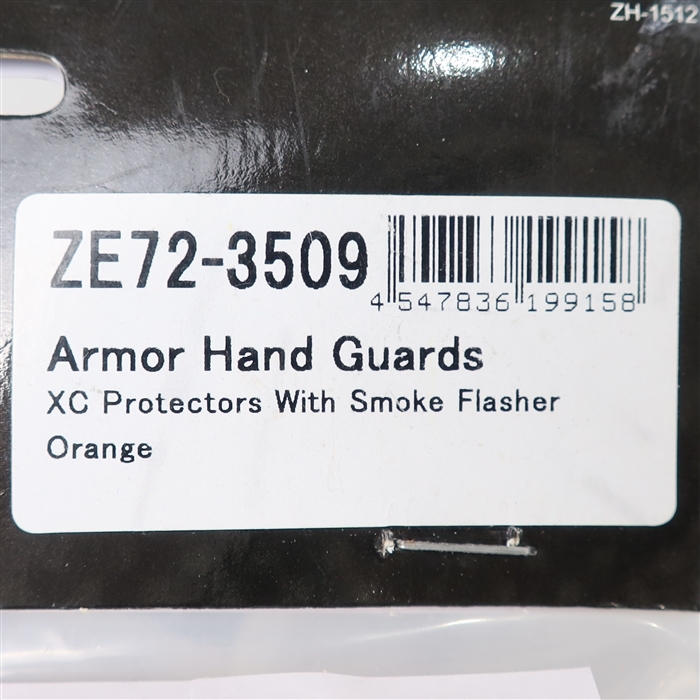 ZH-1512
ZE72-3509
4 547836 199158
Armor Hand Guards
XC Protectors With Smoke Flasher
Orange